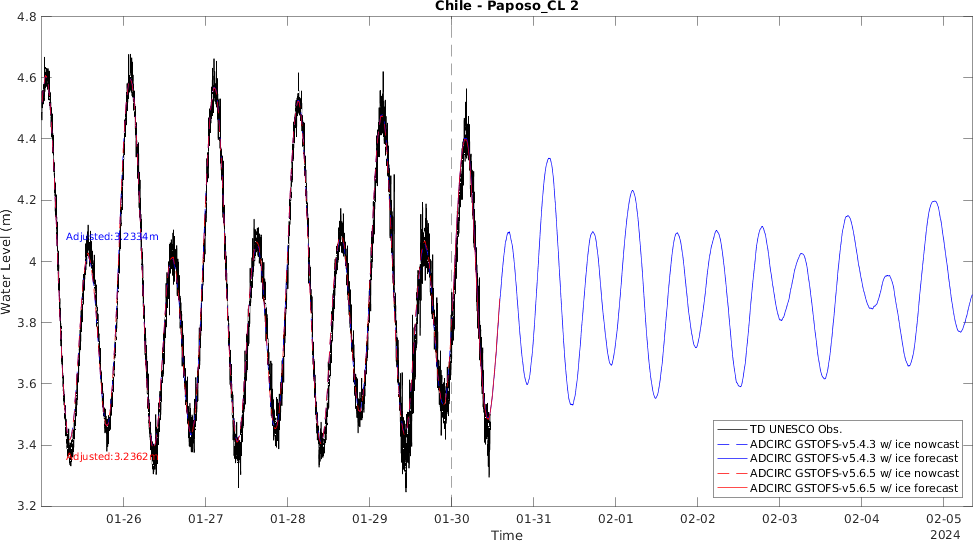 Chile - Paposo_CL 2
4.8
4.6
4.4
4.2
4
3.8
3.6
3.4
3.2
Water Level (m)
Adjusted:3.2334m
Adjusted:3.2362m
TD UNESCO Obs.
ADCIRC GSTOFS-v5.4.3 w/ ice nowcast
ADCIRC GSTOFS-v5.4.3 w/ ice forecast
ADCIRC GSTOFS-v5.6.5 w/ ice nowcast
ADCIRC GSTOFS-v5.6.5 w/ ice forecast
01-26 01-27 01-28 01-29 01-30 01-31 02-01 02-02 02-03 02-04 02-05
Time
2024